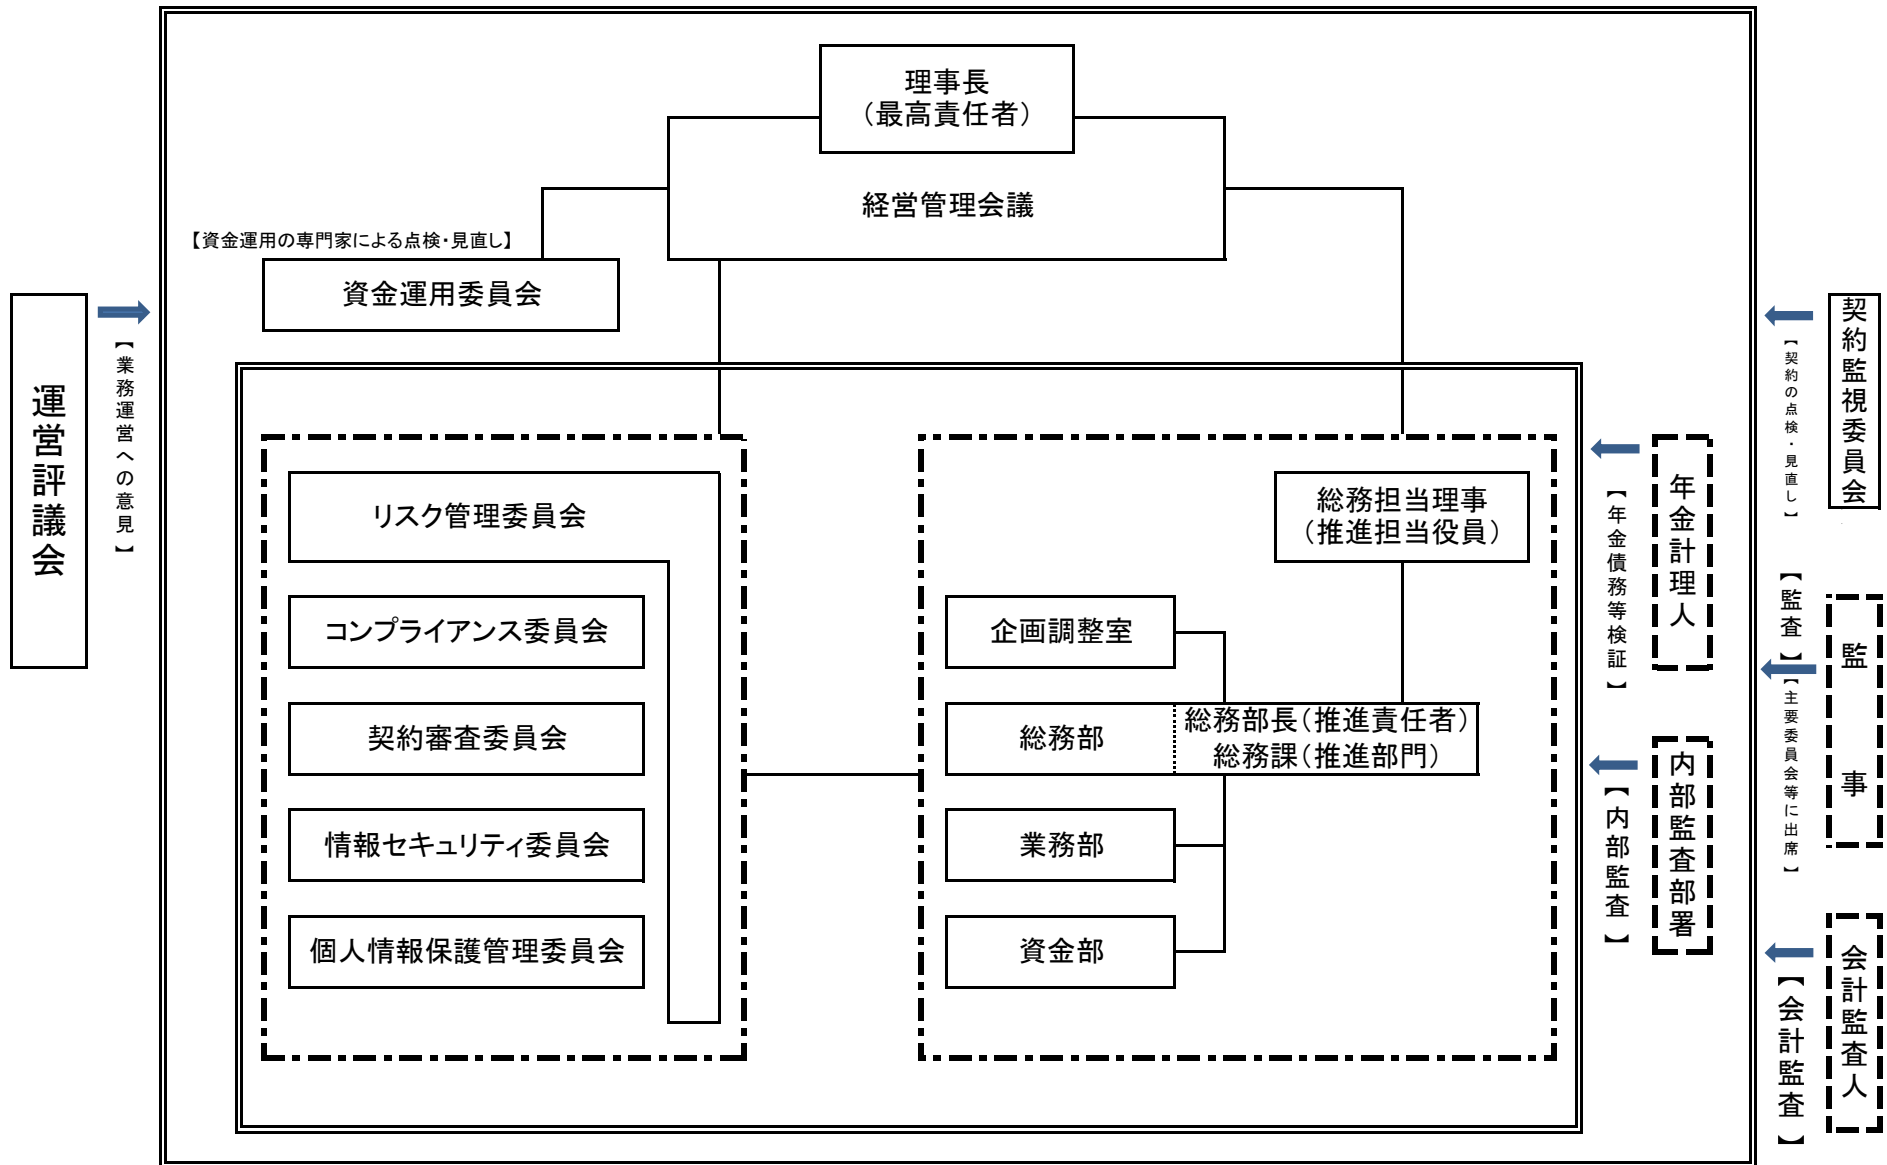 理事長
（最高責任者）
経営管理会議
【資金運用の専門家による点検・見直し】
資金運用委員会
運営評議会
【業務運営への意見】
リスク管理委員会
コンプライアンス委員会
契約審査委員会
情報セキュリティ委員会
個人情報保護管理委員会
総務担当理事
（推進担当役員）
企画調整室
総務部
総務部長（推進責任者）
総務課（推進部門）
業務部
資金部
年金計理人
【年金債務等検証】
内部監査部署
【内部監査】
契約監視委員会
【契約の点検・見直し】
監事
【監査】
【主要委員会等に出席】
会計監査人
【会計監査】